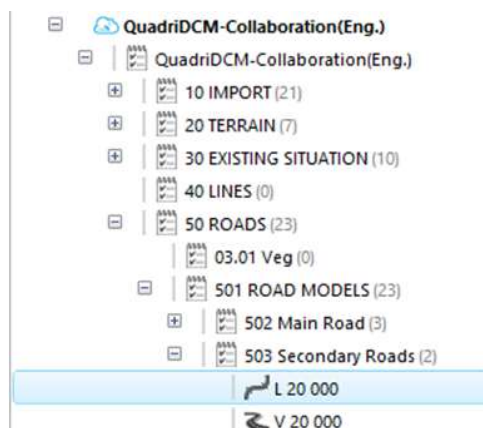 QuadriDCM-Collaboration(Eng.)
QuadriDCM-Collaboration(Eng.)
10 IMPORT (21)
20 TERRAIN (7)
30 EXISTING SITUATION (10)
40 LINES (0)
50 ROADS (23)
03.01 Veg (0)
501 ROAD MODELS (23)
502 Main Road (3)
503 Secondary Roads (2)
L 20 000
V 20 000